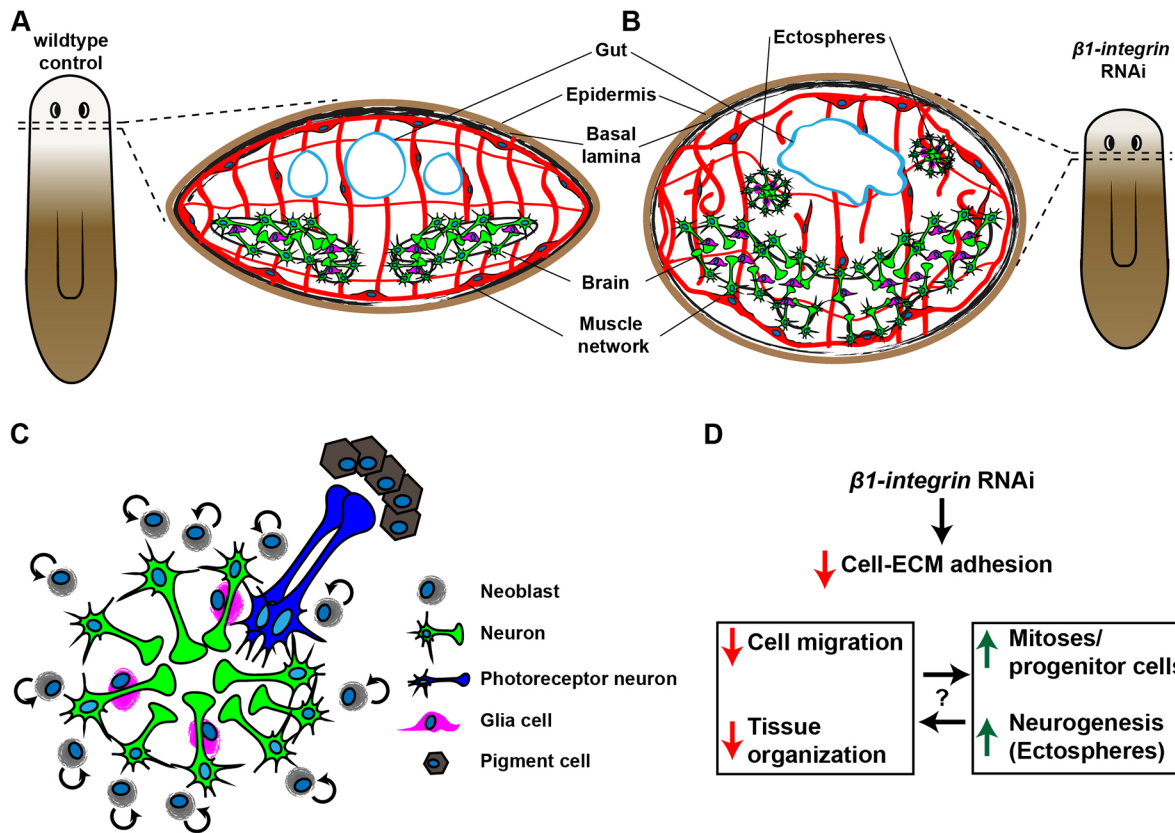 A
wildtype
control
B
Gut
Epidermis
Basal
lamina
Brain
Muscle
network
Ectospheres
β1-integrin
RNAi
C
Neoblast
Neuron
Photoreceptor neuron
Glia cell
Pigment cell
D
β1-integrin RNAi
Cell-ECM adhesion
Cell migration
Tissue
organization
?
Mitoses/
progenitor cells
Neurogenesis
(Ectospheres)